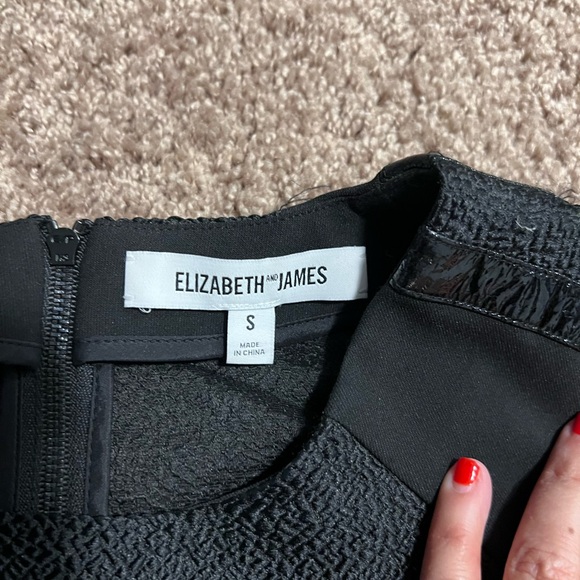 ELIZABETH AND JAMES
S
MADE
IN CHINA